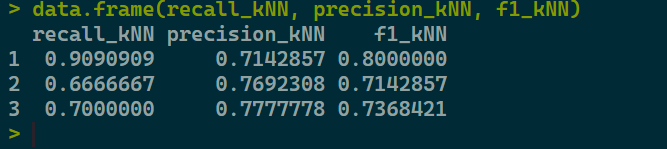 > data.frame(recall_kNN, precision_kNN, f1_kNN)
recall_kNN precision_kNN f1_kNN
1 0.9090909 0.7142857 0.8000000
2 0.6666667 0.7692308 0.7142857
3 0.7000000 0.7777778 0.7368421
>